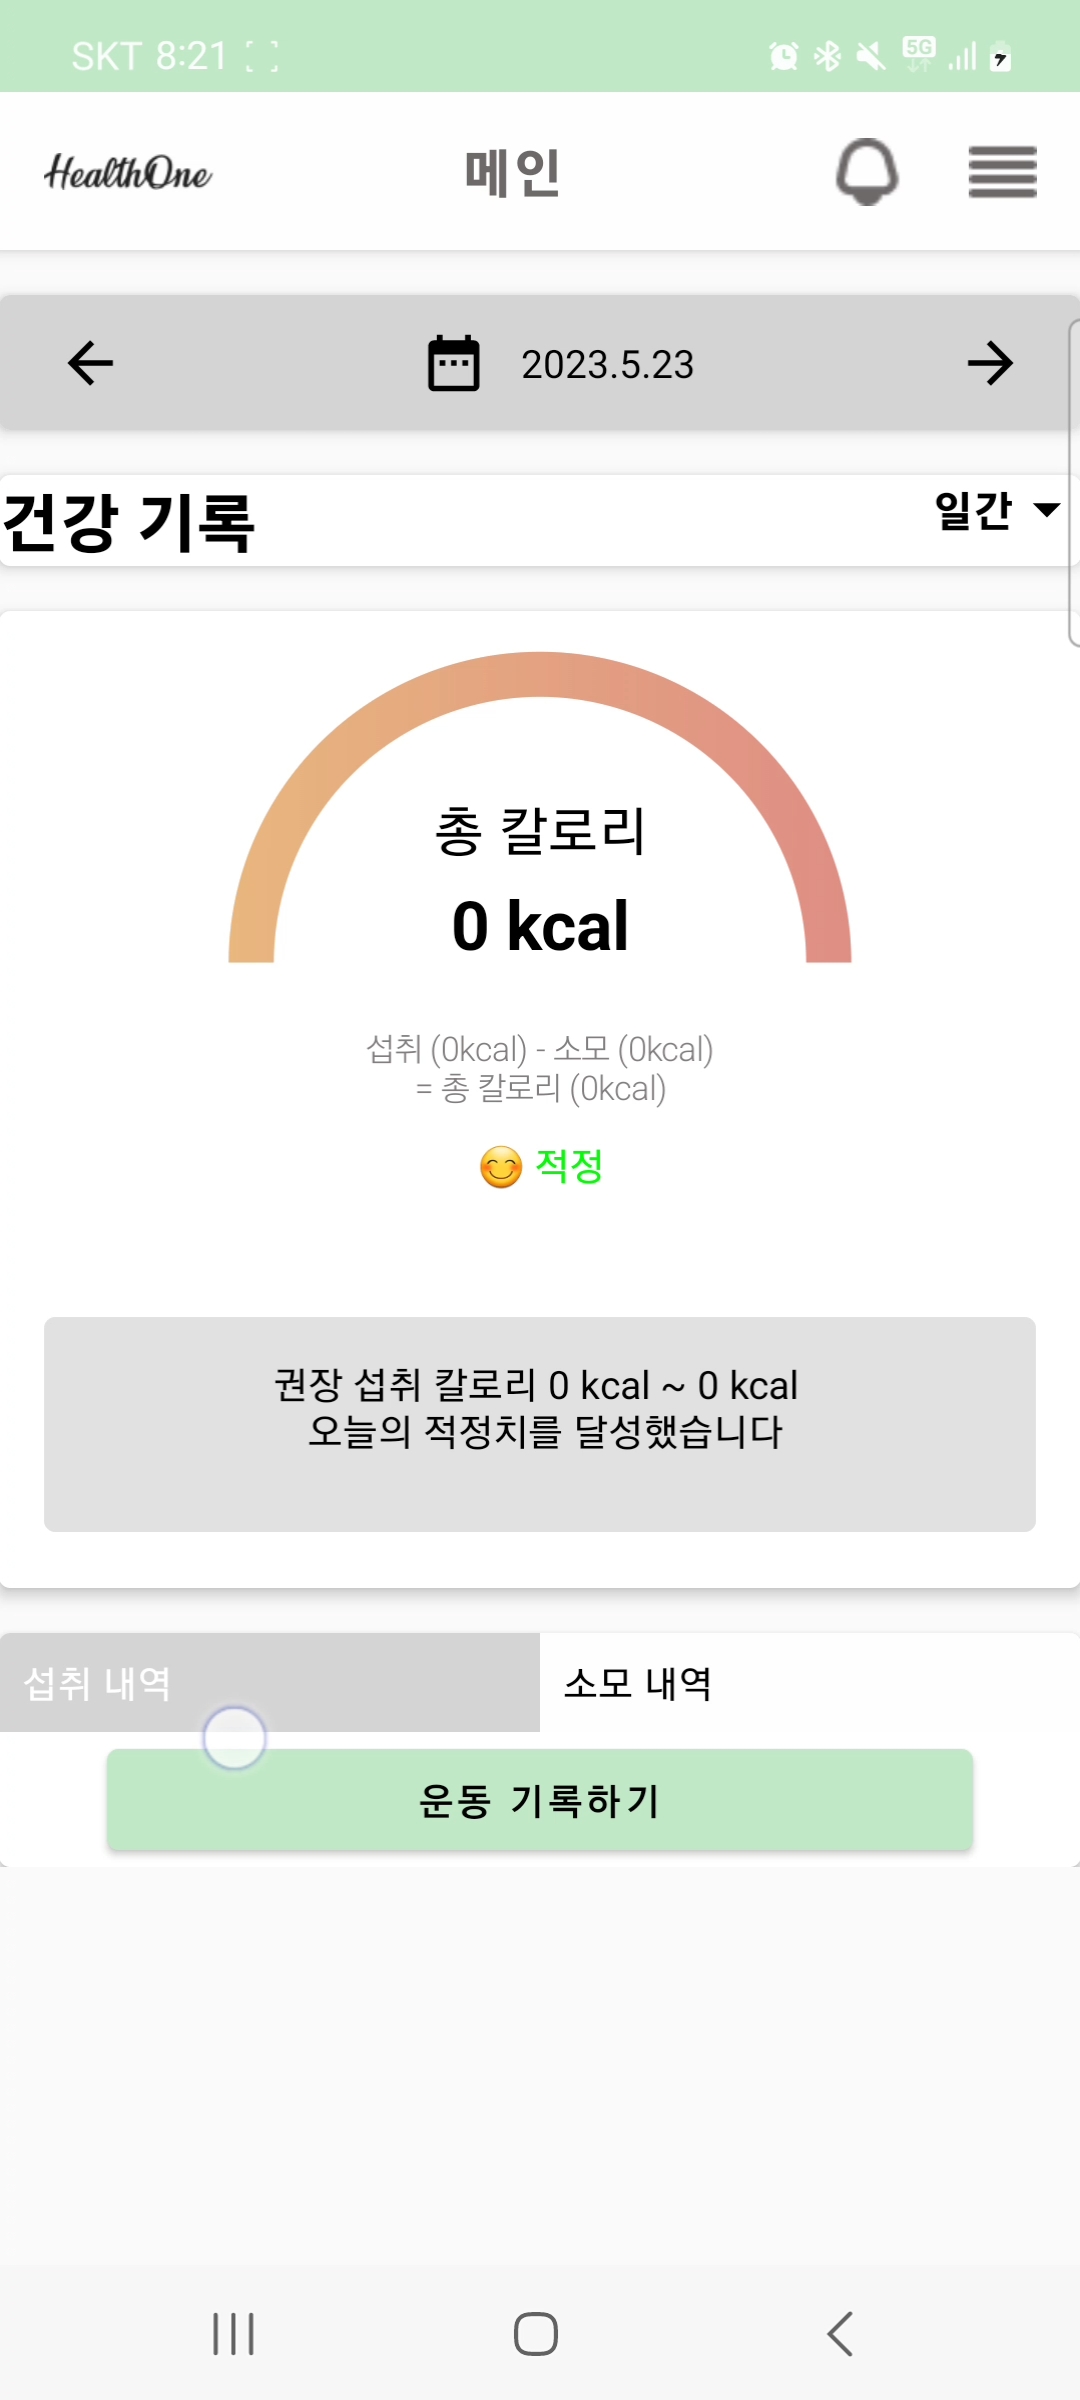 SKT 8:21
5G
HealthOne
메인
2023.5.23
건강 기록
일간
총 칼로리
0 kcal
섭취 (0kcal) - 소모 (0kcal)
= 총 칼로리 (0kcal)
😊 적정
권장 섭취 칼로리 0 kcal ~ 0 kcal
오늘의 적정치를 달성했습니다
섭취 내역
소모 내역
운동 기록하기